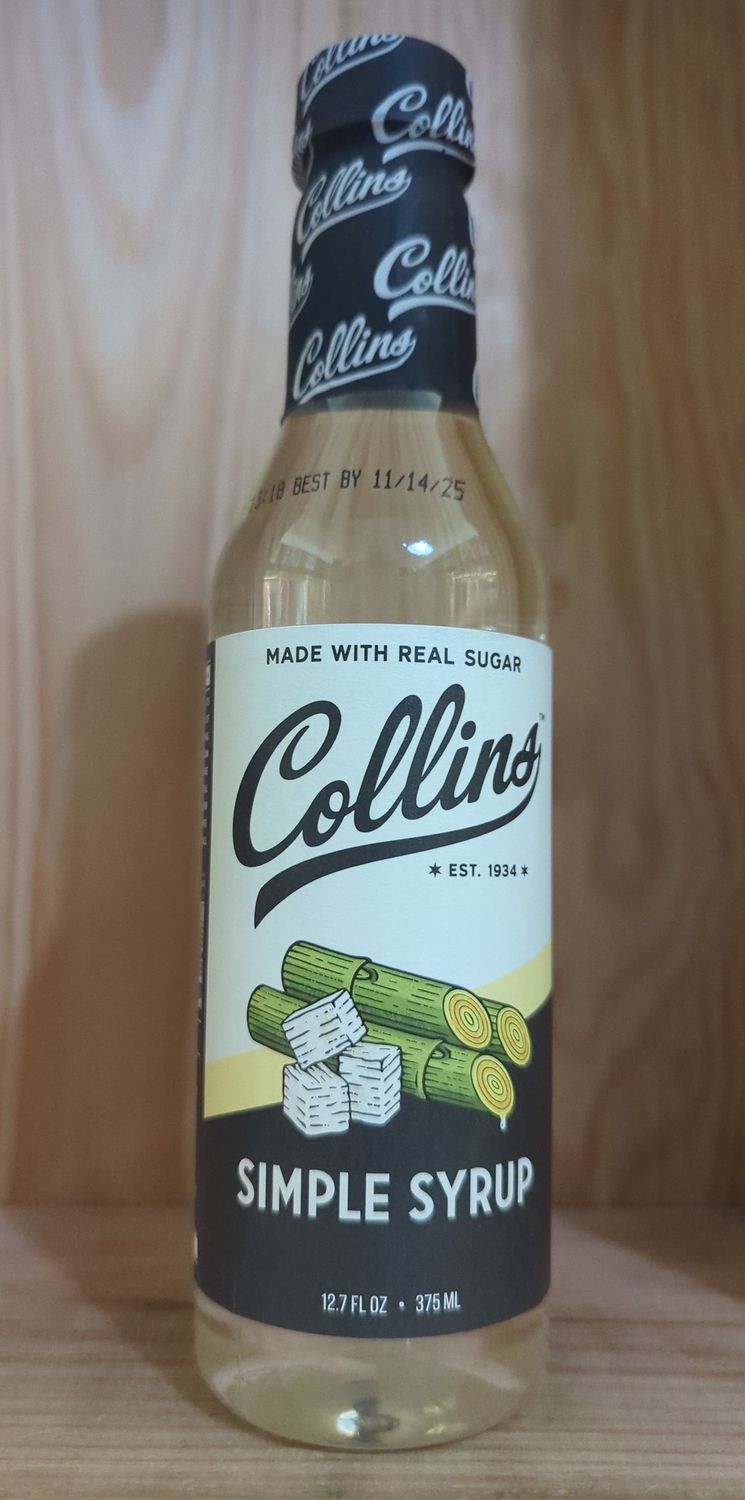 Collins
Collins
Collins
Collins
Collins
BEST BY 11/14/25
MADE WITH REAL SUGAR
Collins™
★ EST. 1934 ★
SIMPLE SYRUP
12.7 FL OZ • 375 ML